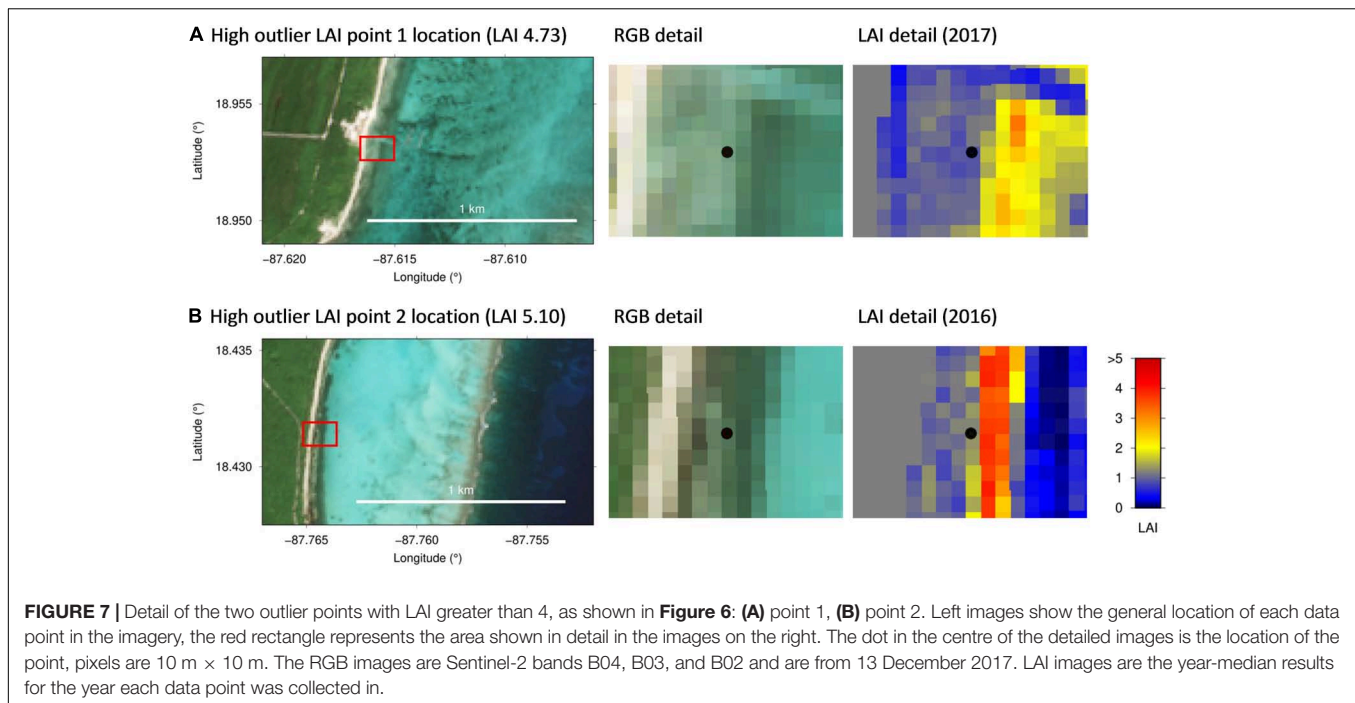 A High outlier LAI point 1 location (LAI 4.73)
RGB detail
LAI detail (2017)
Latitude (°)
18.955
18.950
1 km
−87.620
−87.615
−87.610
Longitude (°)
B High outlier LAI point 2 location (LAI 5.10)
RGB detail
LAI detail (2016)
Latitude (°)
18.435
18.430
1 km
−87.765
−87.760
−87.755
Longitude (°)
>5
4
3
2
1
0
LAI
FIGURE 7 | Detail of the two outlier points with LAI greater than 4, as shown in Figure 6: (A) point 1, (B) point 2. Left images show the general location of each data
point in the imagery, the red rectangle represents the area shown in detail in the images on the right. The dot in the centre of the detailed images is the location of the
point, pixels are 10 m × 10 m. The RGB images are Sentinel-2 bands B04, B03, and B02 and are from 13 December 2017. LAI images are the year-median results
for the year each data point was collected in.